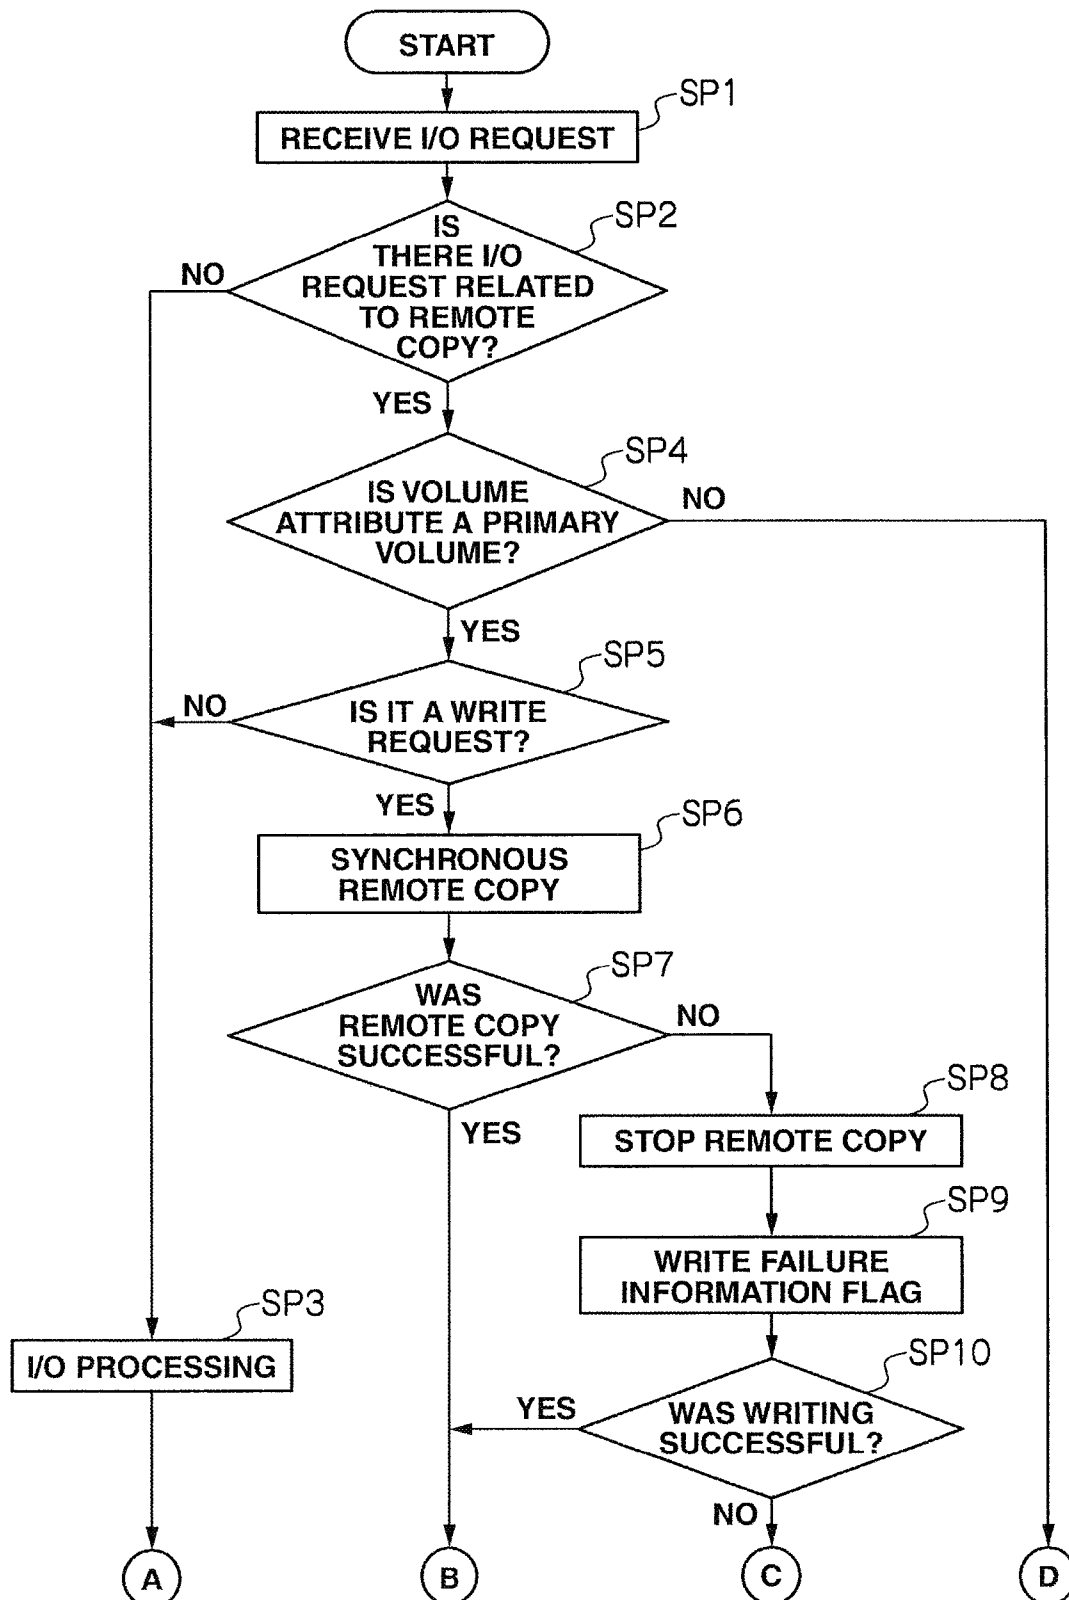 START
SP1
RECEIVE I/O REQUEST
SP2
IS
THERE I/O
REQUEST RELATED
TO REMOTE
COPY?
NO
YES
SP4
IS VOLUME
ATTRIBUTE A PRIMARY
VOLUME?
NO
YES
SP5
IS IT A WRITE
REQUEST?
NO
YES
SP6
SYNCHRONOUS
REMOTE COPY
SP7
WAS
REMOTE COPY
SUCCESSFUL?
NO
YES
SP8
STOP REMOTE COPY
SP9
WRITE FAILURE
INFORMATION FLAG
SP3
I/O PROCESSING
SP10
WAS WRITING
SUCCESSFUL?
YES
NO
A
B
C
D